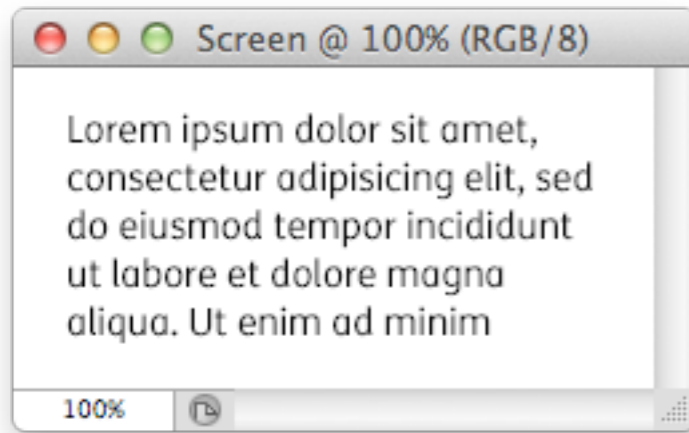 Screen @ 100% (RGB/8)
Lorem ipsum dolor sit amet,
consectetur adipisicing elit, sed
do eiusmod tempor incididunt
ut labore et dolore magna
aliqua. Ut enim ad minim
100%